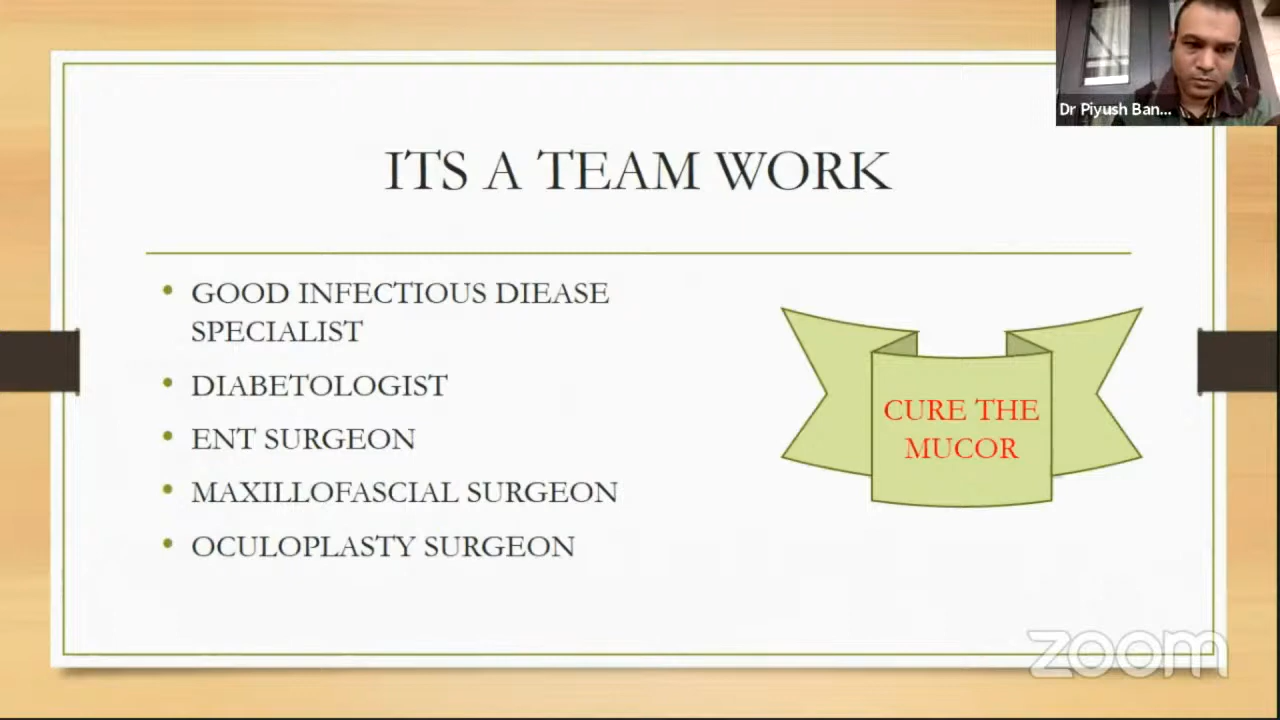 Dr Piyush Ban...
ITS A TEAM WORK
• GOOD INFECTIOUS DIEASE
SPECIALIST
• DIABETOLOGIST
• ENT SURGEON
• MAXILLOFASCIAL SURGEON
• OCULOPLASTY SURGEON
CURE THE
MUCOR
zoom